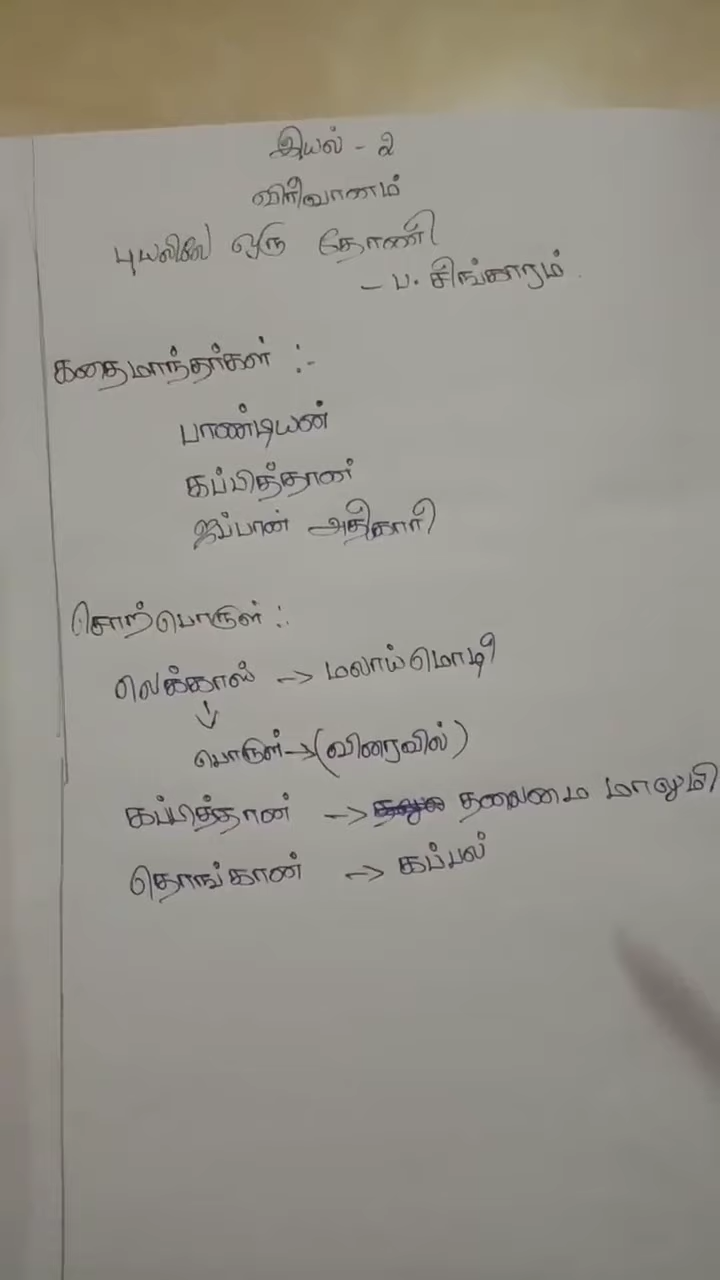 இயல் - 2
விரிவானம்
புயலிலே ஒரு தோணி
- ப. சிங்காரம்.
கதைமாந்தர்கள் :-
பாண்டியன்
கப்பித்தான்
ஜப்பான் அதிகாரி
சொற்பொருள் :
லெக்காஸ் -> மலாய்மொழி
பொருள் -> (விரைவில்)
கப்பித்தான் -> தலைமை மாலுமி
தொங்கான் -> கப்பல்